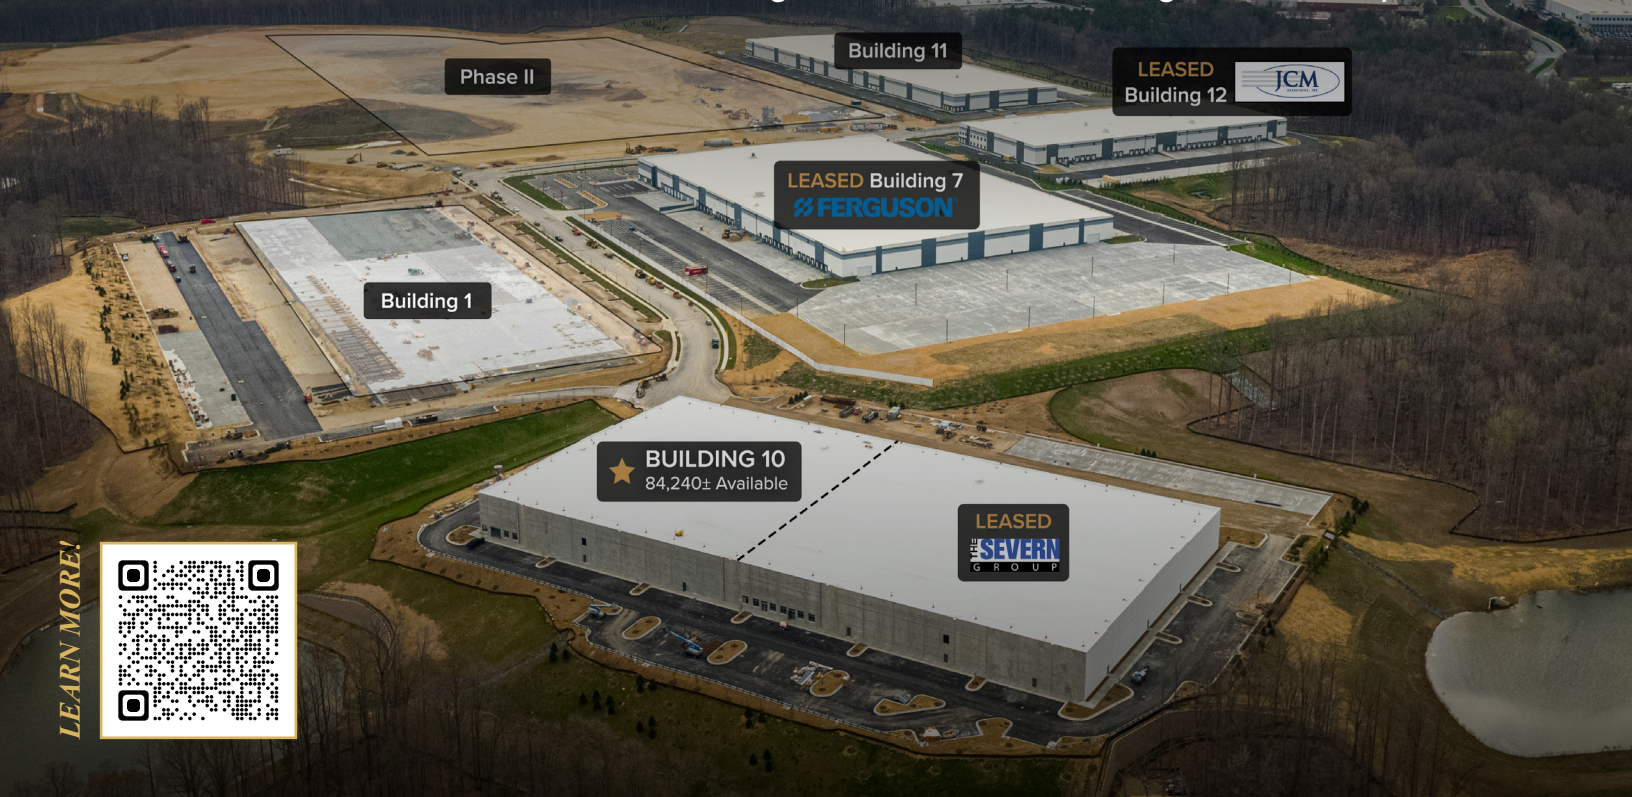 Building 11
Phase II
LEASED
Building 12
JCM
LEASED Building 7
FERGUSON
Building 1
BUILDING 10
84,240± Available
LEASED
THE SEVERN
GROUP
LEARN MORE!